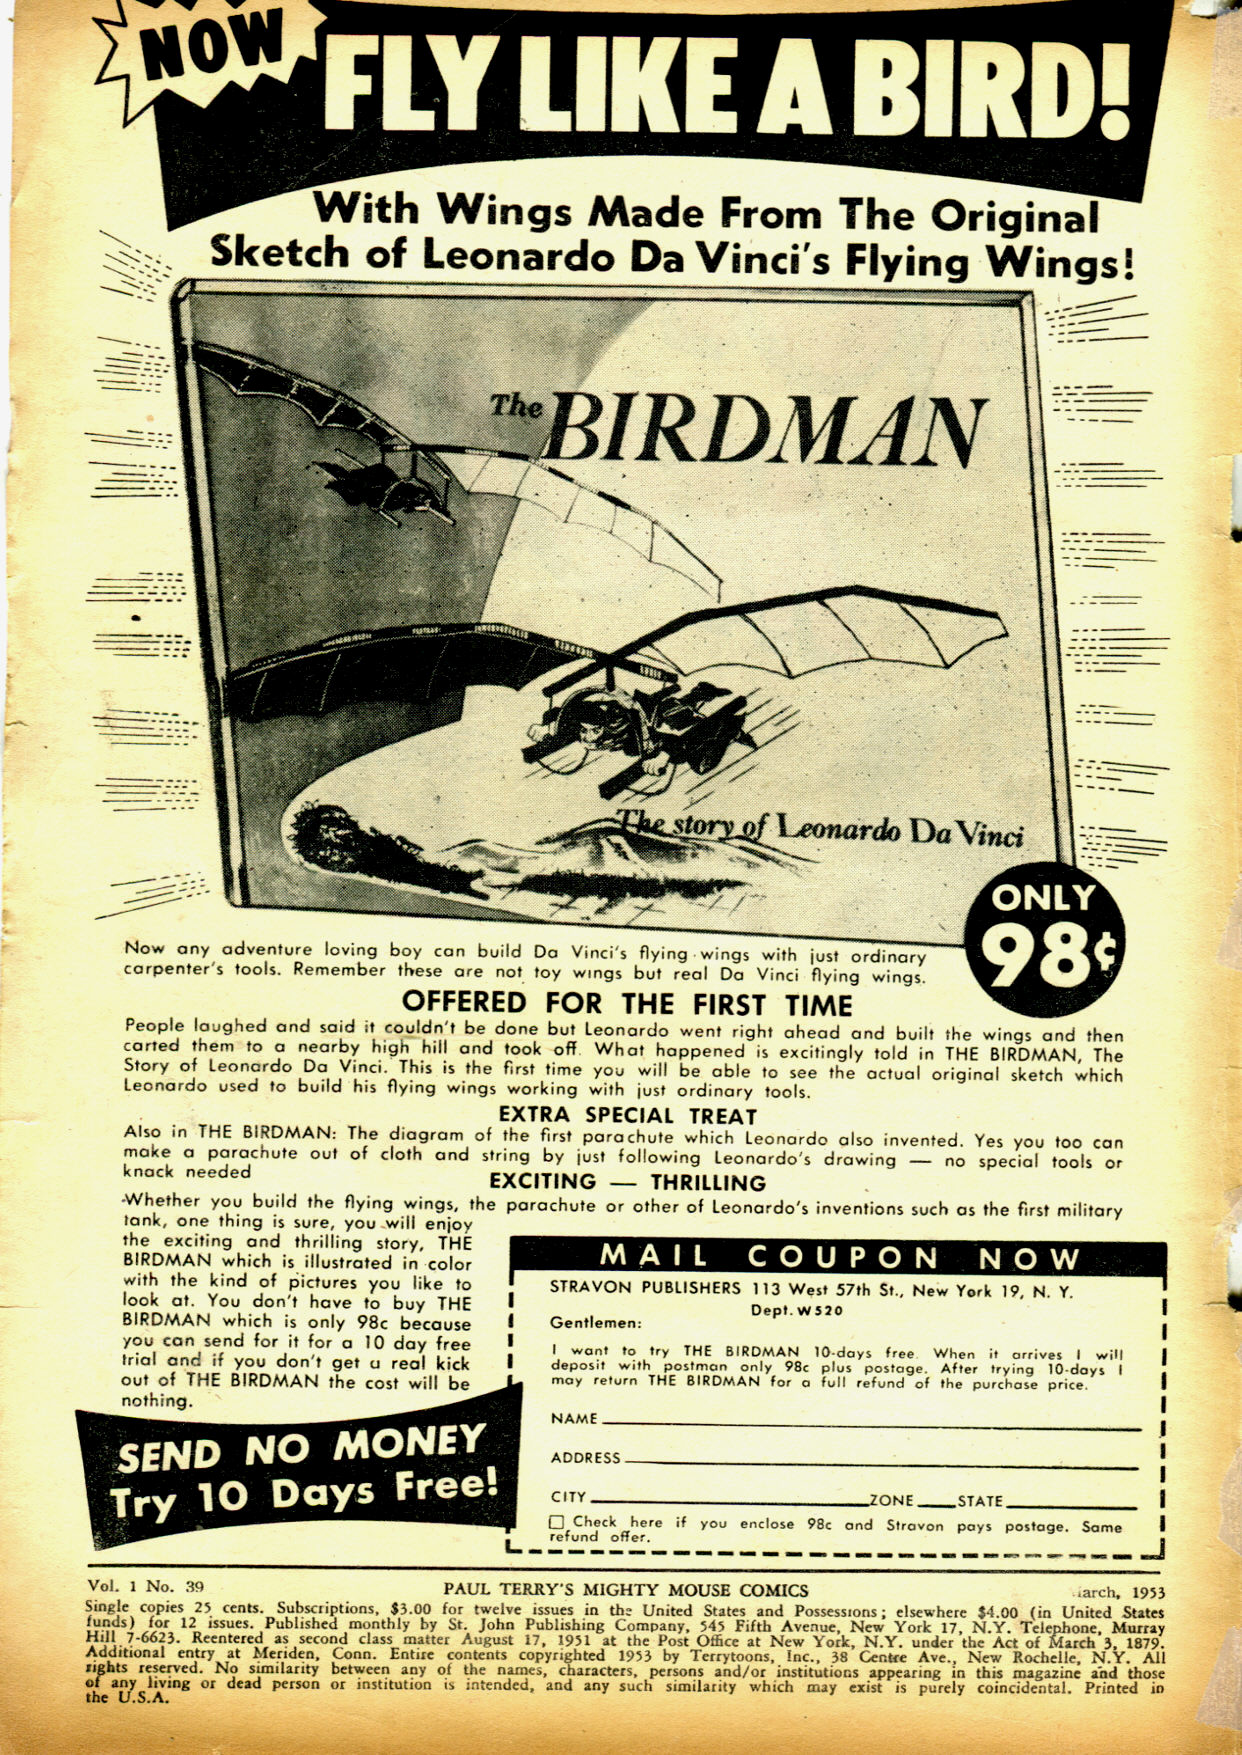 NOW
FLY LIKE A BIRD!
With Wings Made From The Original
Sketch of Leonardo Da Vinci's Flying Wings!
The BIRDMAN
The story of Leonardo Da Vinci
ONLY
98¢
Now any adventure loving boy can build Da Vinci's flying wings with just ordinary
carpenter's tools. Remember these are not toy wings but real Da Vinci flying wings.
OFFERED FOR THE FIRST TIME
People laughed and said it couldn't be done but Leonardo went right ahead and built the wings and then
carted them to a nearby high hill and took off. What happened is excitingly told in THE BIRDMAN, The
Story of Leonardo Da Vinci. This is the first time you will be able to see the actual original sketch which
Leonardo used to build his flying wings working with just ordinary tools.
EXTRA SPECIAL TREAT
Also in THE BIRDMAN: The diagram of the first parachute which Leonardo also invented. Yes you too can
make a parachute out of cloth and string by just following Leonardo's drawing — no special tools or
knack needed
EXCITING — THRILLING
Whether you build the flying wings, the parachute or other of Leonardo's inventions such as the first military
tank, one thing is sure, you will enjoy
the exciting and thrilling story, THE
BIRDMAN which is illustrated in color
with the kind of pictures you like to
look at. You don't have to buy THE
BIRDMAN which is only 98c because
you can send for it for a 10 day free
trial and if you don't get a real kick
out of THE BIRDMAN the cost will be
nothing.
SEND NO MONEY
Try 10 Days Free!
MAIL COUPON NOW
STRAVON PUBLISHERS 113 West 57th St., New York 19, N. Y.
Dept. W520
Gentlemen:
I want to try THE BIRDMAN 10-days free. When it arrives I will
deposit with postman only 98c plus postage. After trying 10-days I
may return THE BIRDMAN for a full refund of the purchase price.
NAME
ADDRESS
CITY ZONE STATE
Check here if you enclose 98c and Stravon pays postage. Same
refund offer.
Vol. 1 No. 39 PAUL TERRY'S MIGHTY MOUSE COMICS arch, 1953
Single copies 25 cents. Subscriptions, $3.00 for twelve issues in the United States and Possessions; elsewhere $4.00 (in United States
funds) for 12 issues. Published monthly by St. John Publishing Company, 545 Fifth Avenue, New York 17, N.Y. Telephone, Murray
Hill 7-6623. Reentered as second class matter August 17, 1951 at the Post Office at New York, N.Y. under the Act of March 3, 1879.
Additional entry at Meriden, Conn. Entire contents copyrighted 1953 by Terrytoons, Inc., 38 Centre Ave., New Rochelle, N.Y. All
rights reserved. No similarity between any of the names, characters, persons and/or institutions appearing in this magazine and those
of any living or dead person or institution is intended, and any such similarity which may exist is purely coincidental. Printed in
the U.S.A.